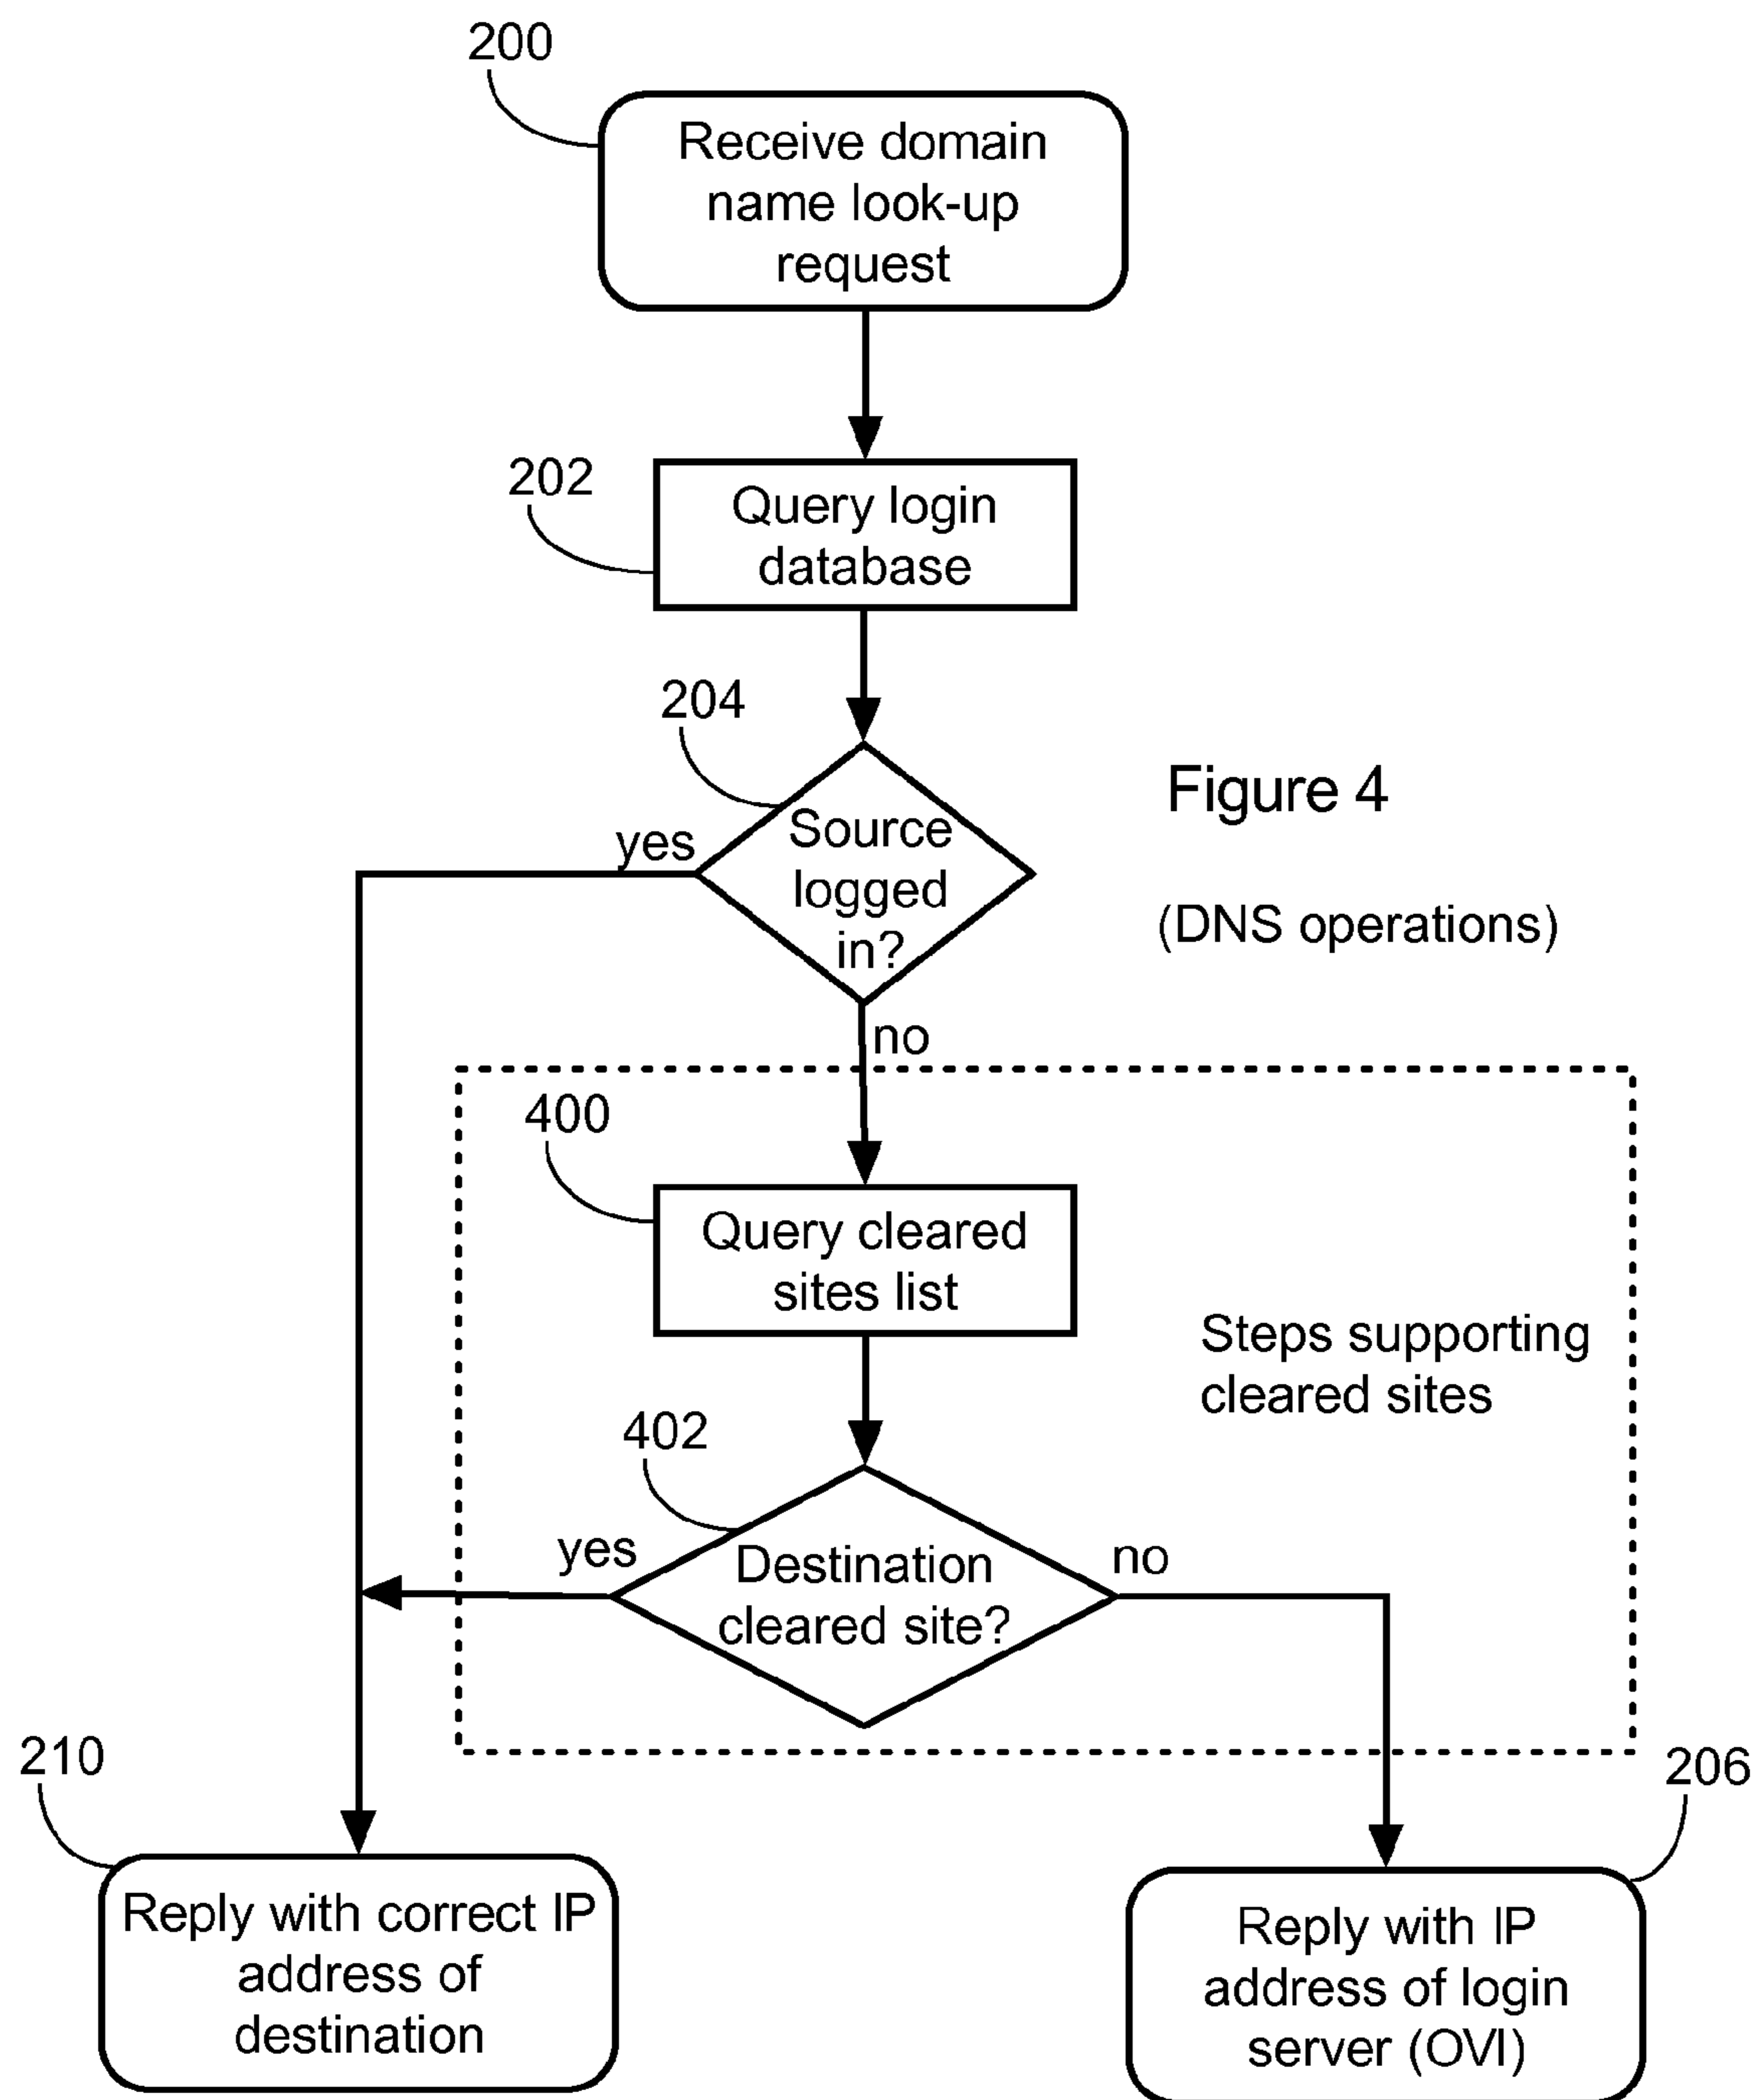 200
Receive domain
name look-up
request
202
Query login
database
204
Source
logged
in?
yes
no
Figure 4
(DNS operations)
400
Query cleared
sites list
Steps supporting
cleared sites
402
Destination
cleared site?
yes
no
210
Reply with correct IP
address of
destination
206
Reply with IP
address of login
server (OVI)